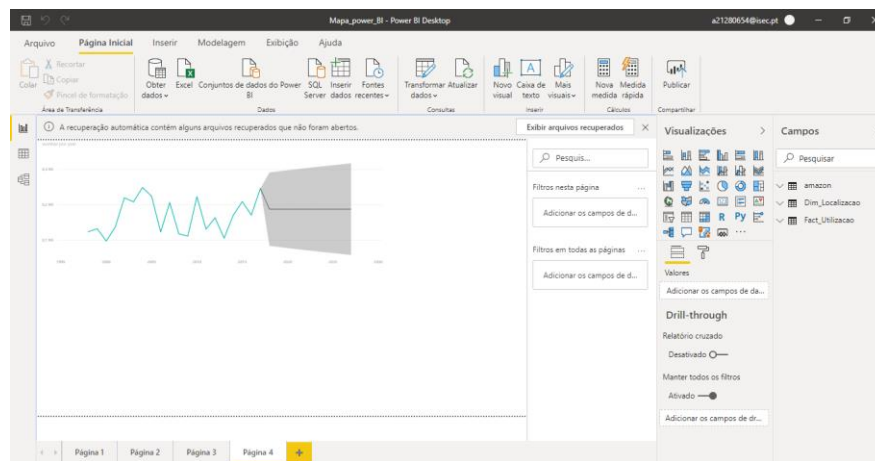 Mapa_power_BI - Power BI Desktop
a21280654@isec.pt
Arquivo Página Inicial Inserir Modelagem Exibição Ajuda
Colar
Recortar
Copiar
Pincel de formatação
Área de Transferência
Obter dados
Excel
Conjuntos de dados do Power BI
SQL Server
Inserir dados
Fontes recentes
Dados
Transformar dados
Atualizar
Consultas
Novo visual
Caixa de texto
Mais visuais
Inserir
Nova medida
Medida rápida
Cálculos
Publicar
Compartilhar
A recuperação automática contém alguns arquivos recuperados que não foram abertos.
Exibir arquivos recuperados
Pesquis...
Filtros nesta página ...
Adicionar os campos de d...
Filtros em todas as páginas ...
Adicionar os campos de d...
Visualizações
R Py
...
Valores
Adicionar os campos de da...
Drill-through
Relatório cruzado
Desativado
Manter todos os filtros
Ativado
Adicionar os campos de dr...
Campos
Pesquisar
amazon
Dim_Localizacao
Fact_Utilizacao
Página 1 Página 2 Página 3 Página 4 +